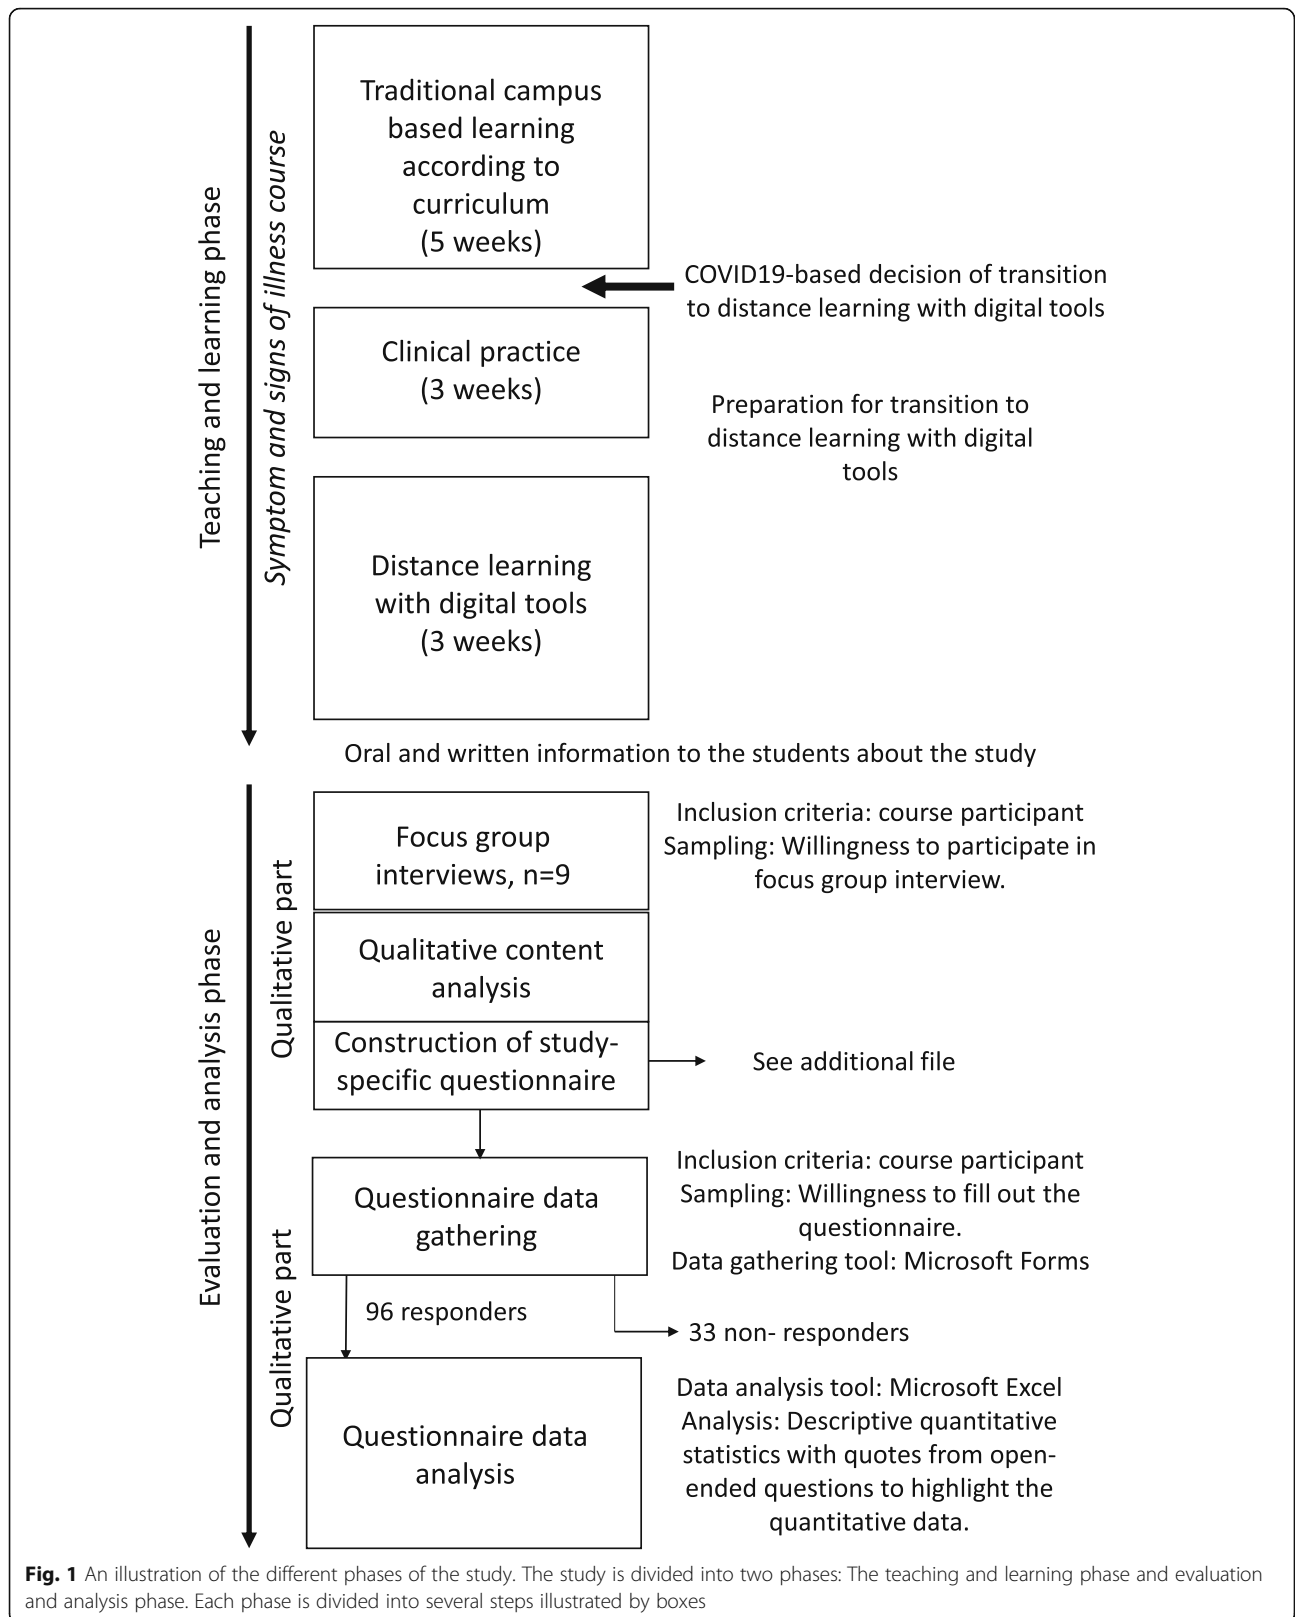 Teaching and learning phase
Symptom and signs of illness course
Traditional campus
based learning
according to
curriculum
(5 weeks)
COVID19-based decision of transition
to distance learning with digital tools
Clinical practice
(3 weeks)
Preparation for transition to
distance learning with digital
tools
Distance learning
with digital tools
(3 weeks)
Oral and written information to the students about the study
Evaluation and analysis phase
Qualitative part
Focus group
interviews, n=9
Inclusion criteria: course participant
Sampling: Willingness to participate in
focus group interview.
Qualitative content
analysis
Construction of study-
specific questionnaire
See additional file
Qualitative part
Questionnaire data
gathering
Inclusion criteria: course participant
Sampling: Willingness to fill out the
questionnaire.
Data gathering tool: Microsoft Forms
96 responders
33 non- responders
Questionnaire data
analysis
Data analysis tool: Microsoft Excel
Analysis: Descriptive quantitative
statistics with quotes from open-
ended questions to highlight the
quantitative data.
Fig. 1 An illustration of the different phases of the study. The study is divided into two phases: The teaching and learning phase and evaluation
and analysis phase. Each phase is divided into several steps illustrated by boxes